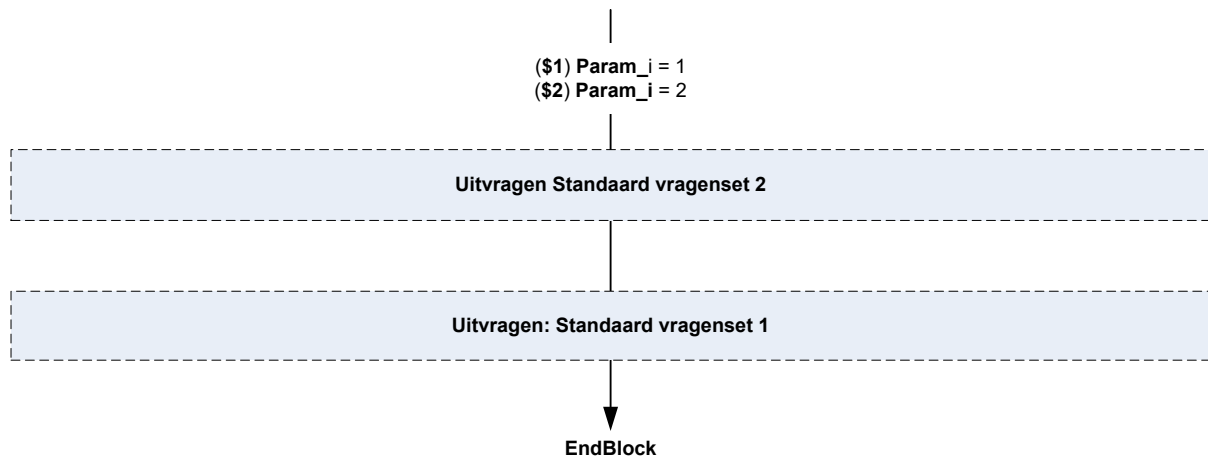 ($1) Param_i = 1
($2) Param_i = 2
Uitvragen Standaard vragenset 2
Uitvragen: Standaard vragenset 1
EndBlock